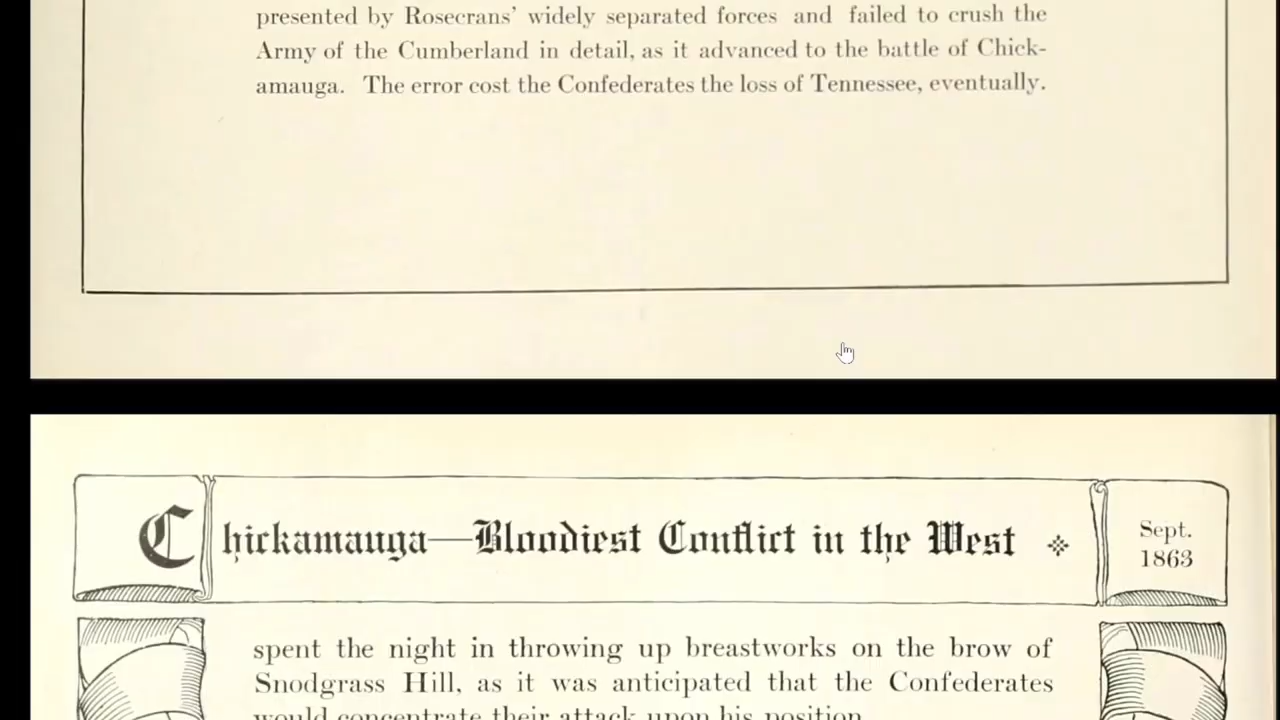 presented by Rosecrans’ widely separated forces and failed to crush the
Army of the Cumberland in detail, as it advanced to the battle of Chick-
amauga. The error cost the Confederates the loss of Tennessee, eventually.
Chickamauga—Bloodiest Conflict in the West
Sept.
1863
spent the night in throwing up breastworks on the brow of
Snodgrass Hill, as it was anticipated that the Confederates
would concentrate their attack upon his position.